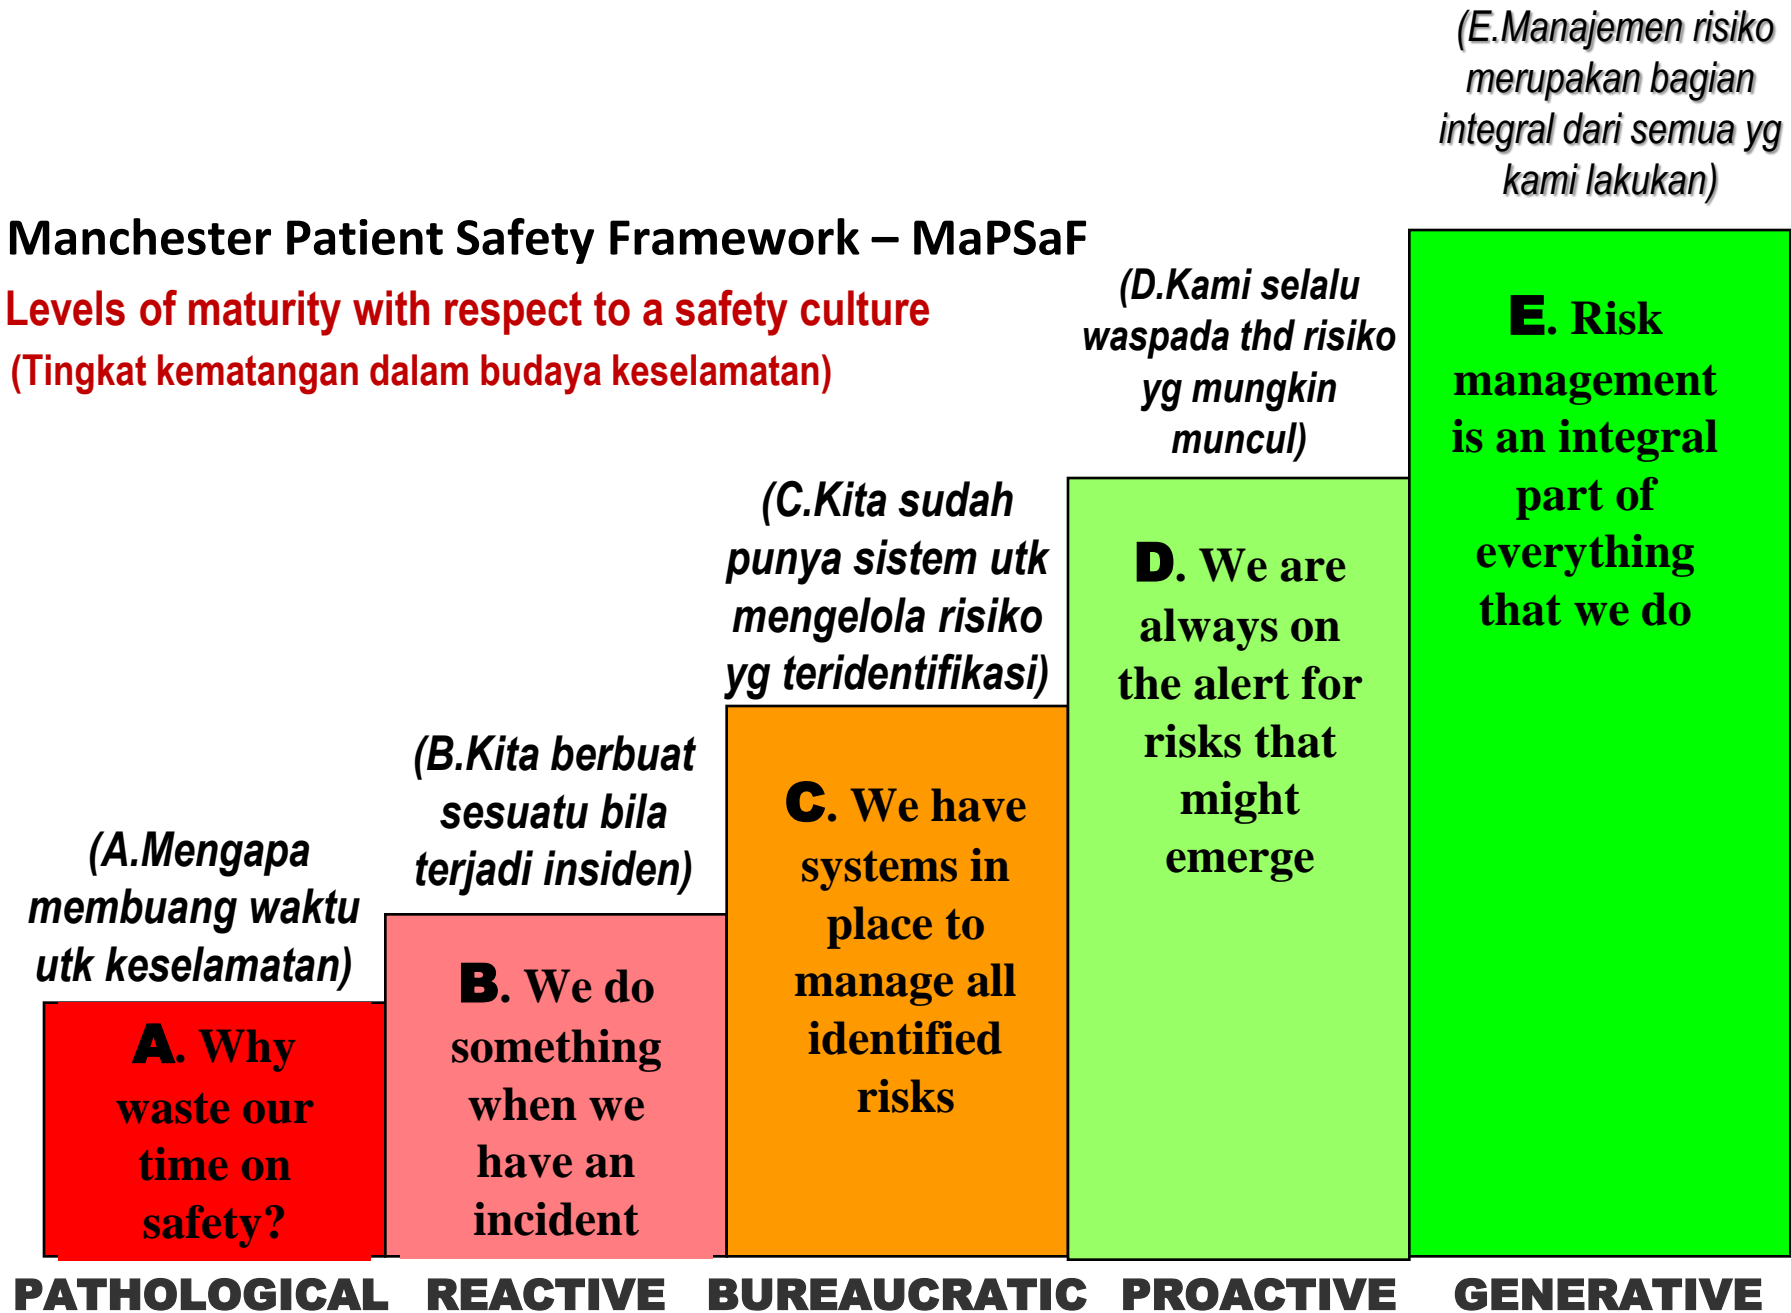 Manchester Patient Safety Framework – MaPSaF
Levels of maturity with respect to a safety culture
(Tingkat kematangan dalam budaya keselamatan)
(A.Mengapa
membuang waktu
utk keselamatan)
A. Why
waste our
time on
safety?
PATHOLOGICAL
(B.Kita berbuat
sesuatu bila
terjadi insiden)
B. We do
something
when we
have an
incident
REACTIVE
(C.Kita sudah
punya sistem utk
mengelola risiko
yg teridentifikasi)
C. We have
systems in
place to
manage all
identified
risks
BUREAUCRATIC
(D.Kami selalu
waspada thd risiko
yg mungkin
muncul)
D. We are
always on
the alert for
risks that
might
emerge
PROACTIVE
(E.Manajemen risiko
merupakan bagian
integral dari semua yg
kami lakukan)
E. Risk
management
is an integral
part of
everything
that we do
GENERATIVE